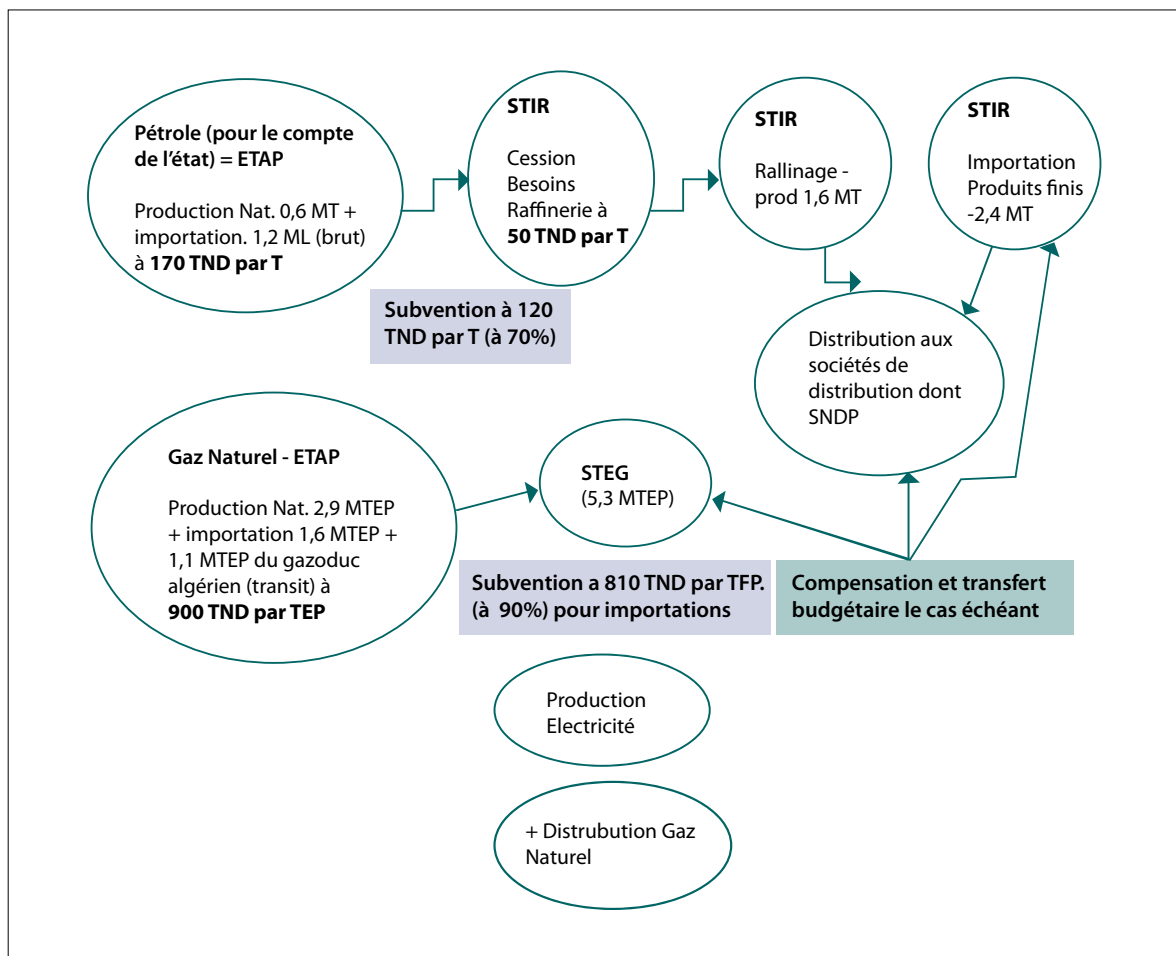 Pétrole (pour le compte
de l'état) = ETAP
Production Nat. 0,6 MT +
importation. 1,2 ML (brut)
à 170 TND par T
STIR
Cession
Besoins
Raffinerie à
50 TND par T
STIR
Rallinage -
prod 1,6 MT
STIR
Importation
Produits finis
-2,4 MT
Subvention à 120
TND par T (à 70%)
Distribution aux
sociétés de
distribution dont
SNDP
Gaz Naturel - ETAP
Production Nat. 2,9 MTEP
+ importation 1,6 MTEP +
1,1 MTEP du gazoduc
algérien (transit) à
900 TND par TEP
STEG
(5,3 MTEP)
Subvention a 810 TND par TFP.
(à 90%) pour importations
Compensation et transfert
budgétaire le cas échéant
Production
Electricité
+ Distrubution Gaz
Naturel